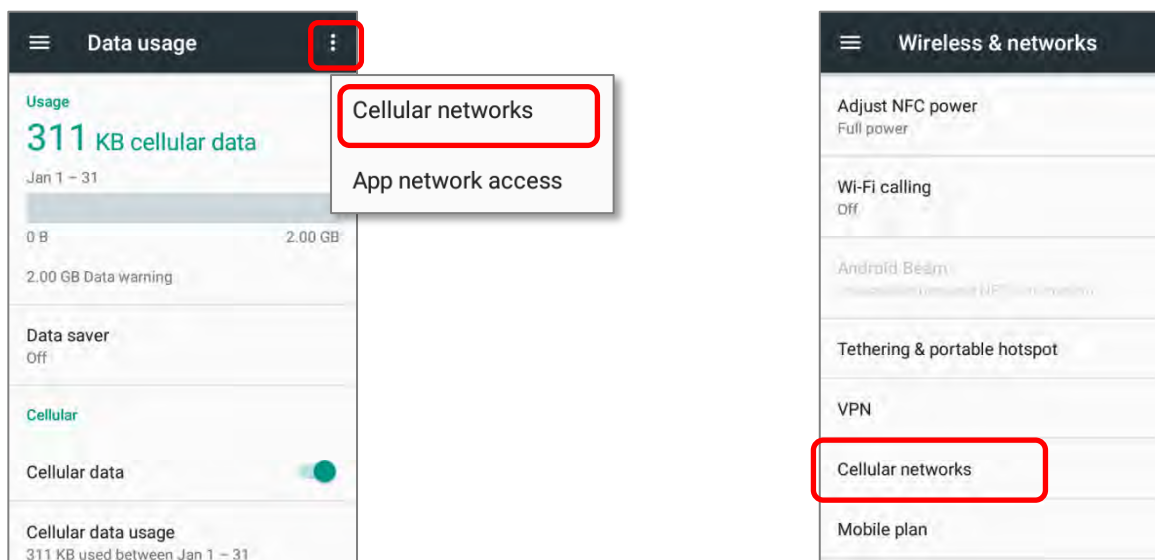 Data usage
Usage
311 KB cellular data
Jan 1 – 31
0 B 2.00 GB
2.00 GB Data warning
Data saver
Off
Cellular
Cellular data
Cellular data usage
311 KB used between Jan 1 – 31
Cellular networks
App network access
Wireless & networks
Adjust NFC power
Full power
Wi-Fi calling
Off
Android Beam
Tethering & portable hotspot
VPN
Cellular networks
Mobile plan